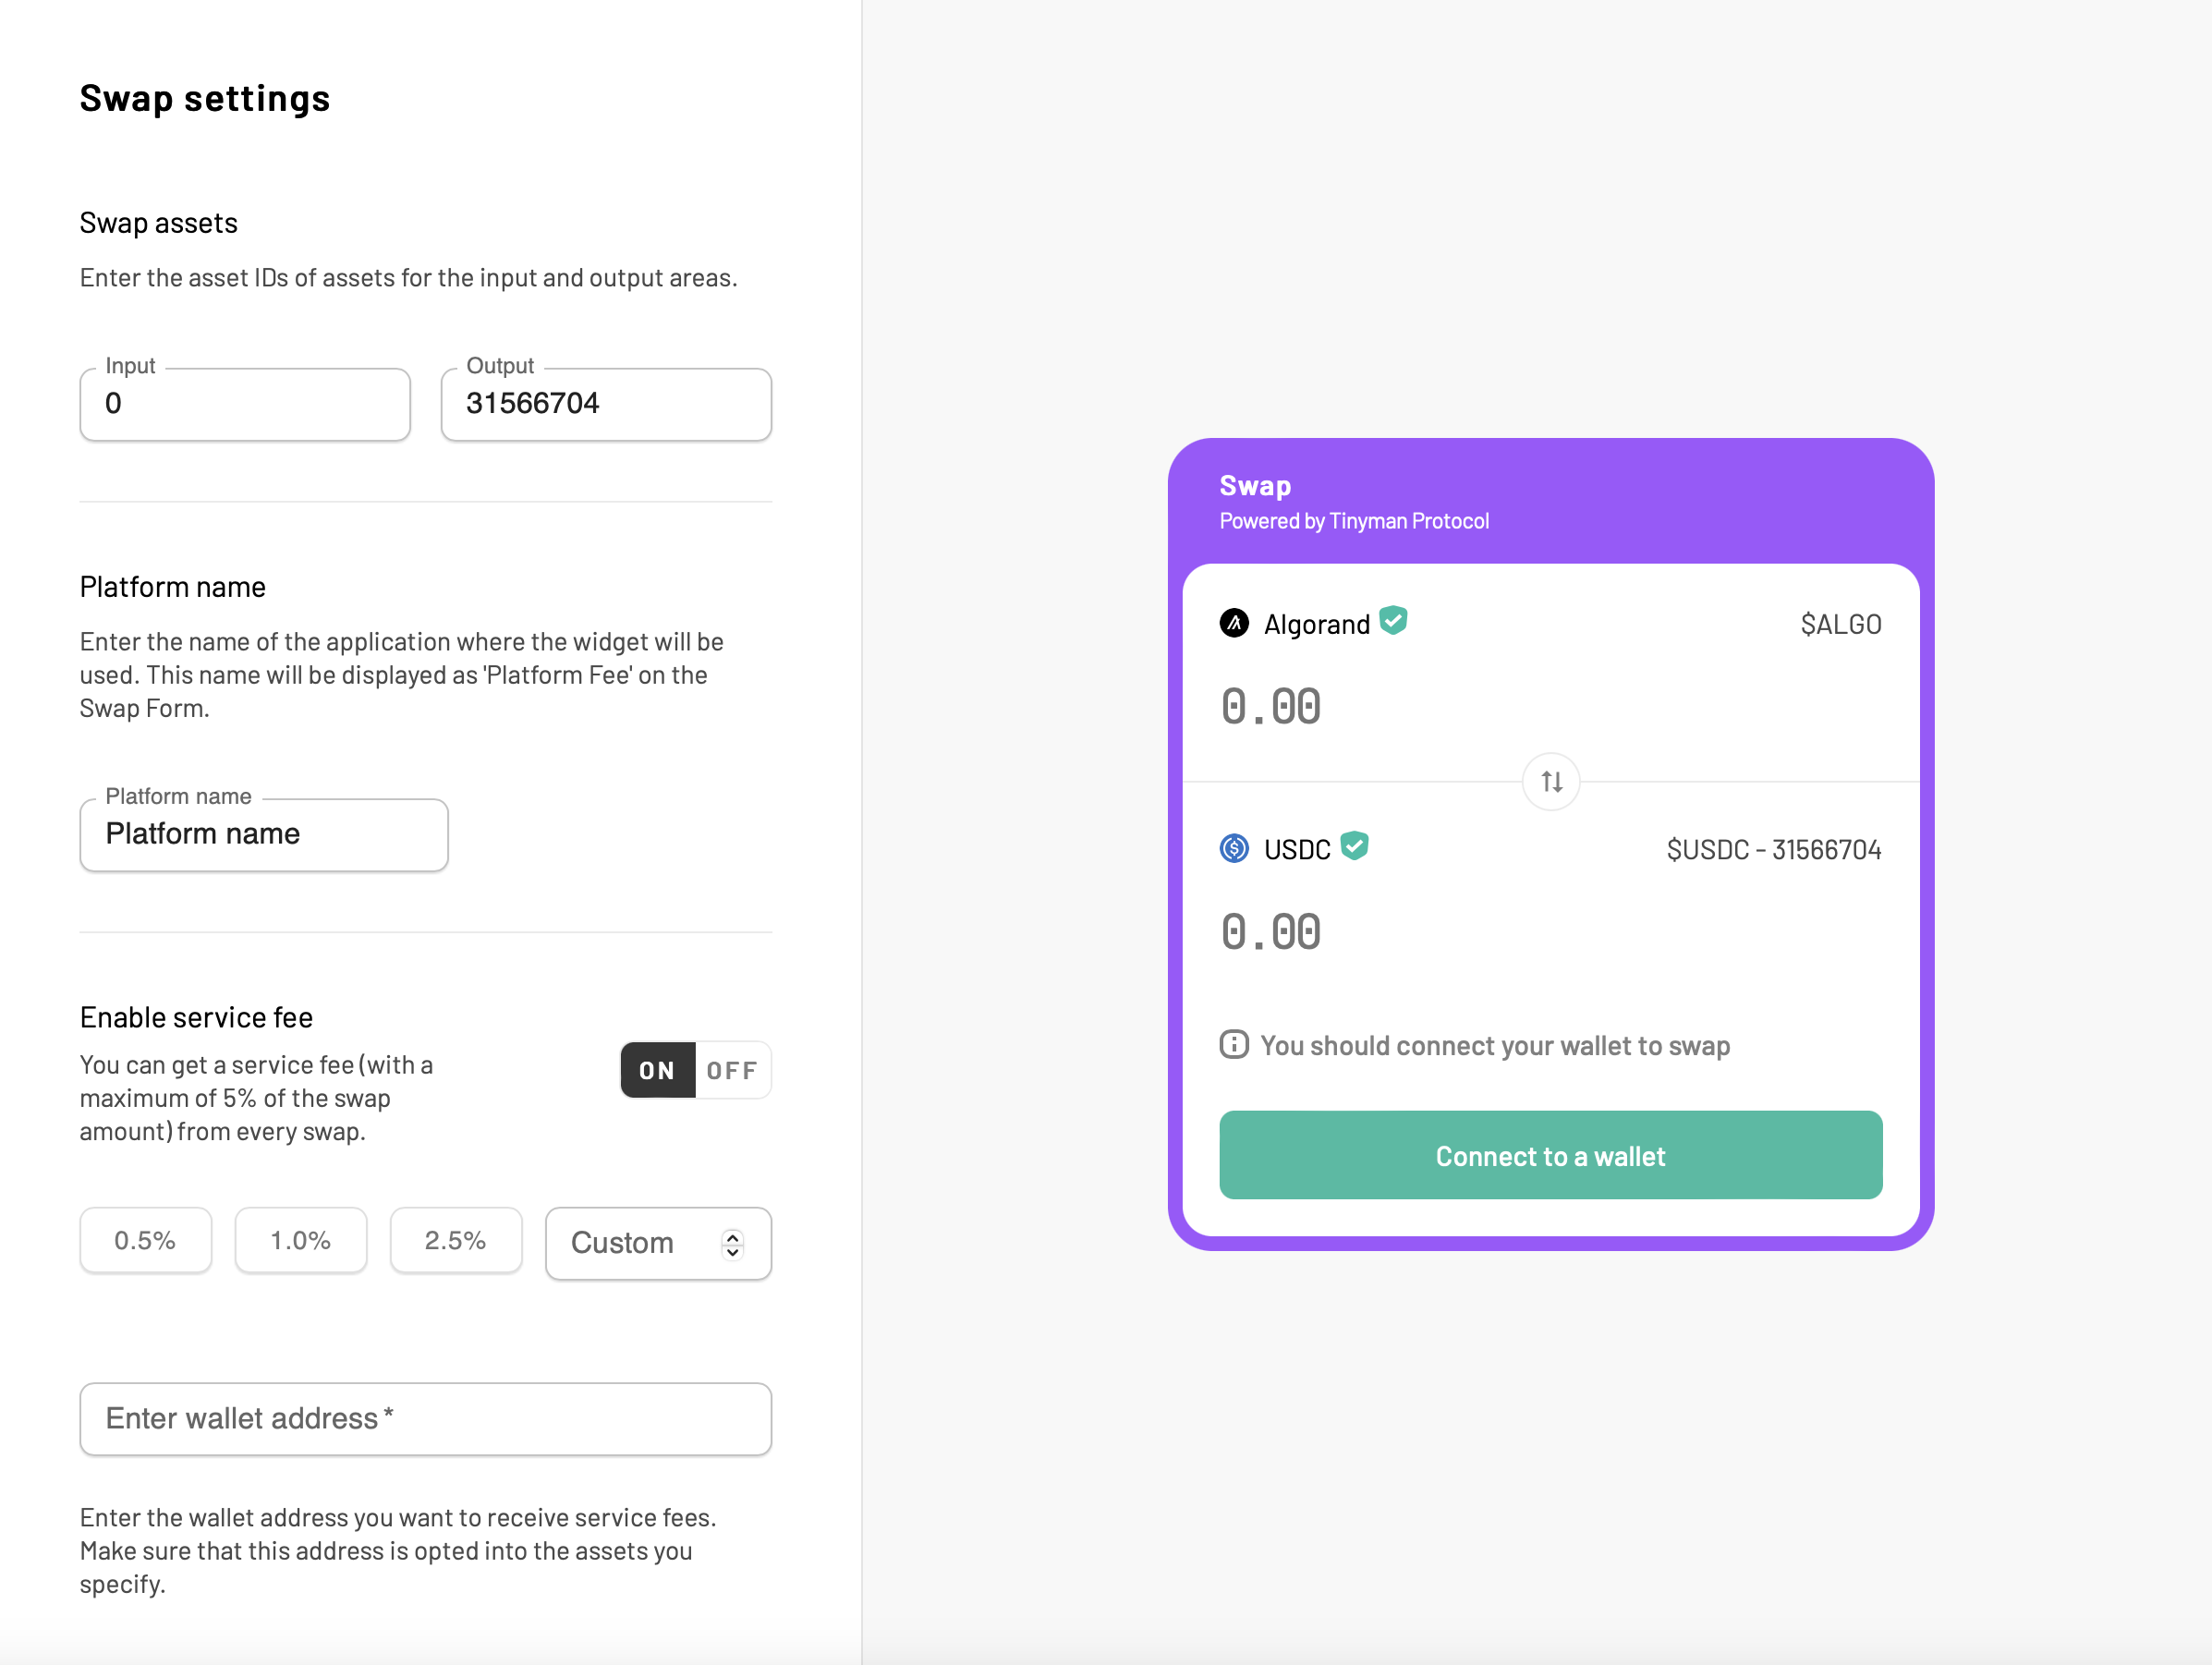 Swap settings
Swap assets
Enter the asset IDs of assets for the input and output areas.
Input
0
Output
31566704
Platform name
Enter the name of the application where the widget will be
used. This name will be displayed as 'Platform Fee' on the
Swap Form.
Platform name
Platform name
Enable service fee
You can get a service fee (with a
maximum of 5% of the swap
amount) from every swap.
ON OFF
0.5% 1.0% 2.5% Custom
Enter wallet address *
Enter the wallet address you want to receive service fees.
Make sure that this address is opted into the assets you
specify.
Swap
Powered by Tinyman Protocol
Algorand $ALGO
0.00
USDC $USDC - 31566704
0.00
You should connect your wallet to swap
Connect to a wallet